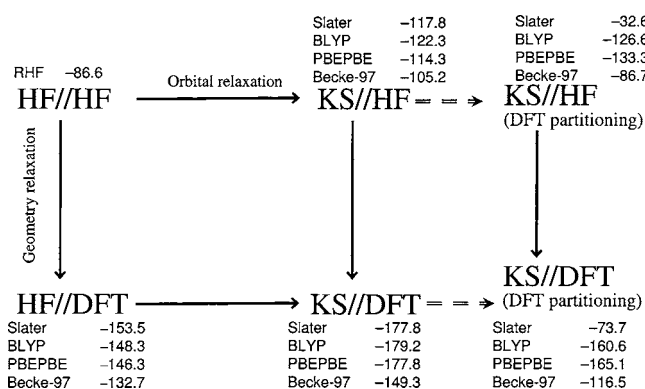 Slater −117.8
BLYP −122.3
PBEPBE −114.3
Becke-97 −105.2
Slater −32.6
BLYP −126.6
PBEPBE −133.3
Becke-97 −86.7
RHF −86.6
HF//HF
Orbital relaxation
KS//HF
KS//HF
(DFT partitioning)
Geometry relaxation
HF//DFT
KS//DFT
KS//DFT
(DFT partitioning)
Slater −153.5
BLYP −148.3
PBEPBE −146.3
Becke-97 −132.7
Slater −177.8
BLYP −179.2
PBEPBE −177.8
Becke-97 −149.3
Slater −73.7
BLYP −160.6
PBEPBE −165.1
Becke-97 −116.5